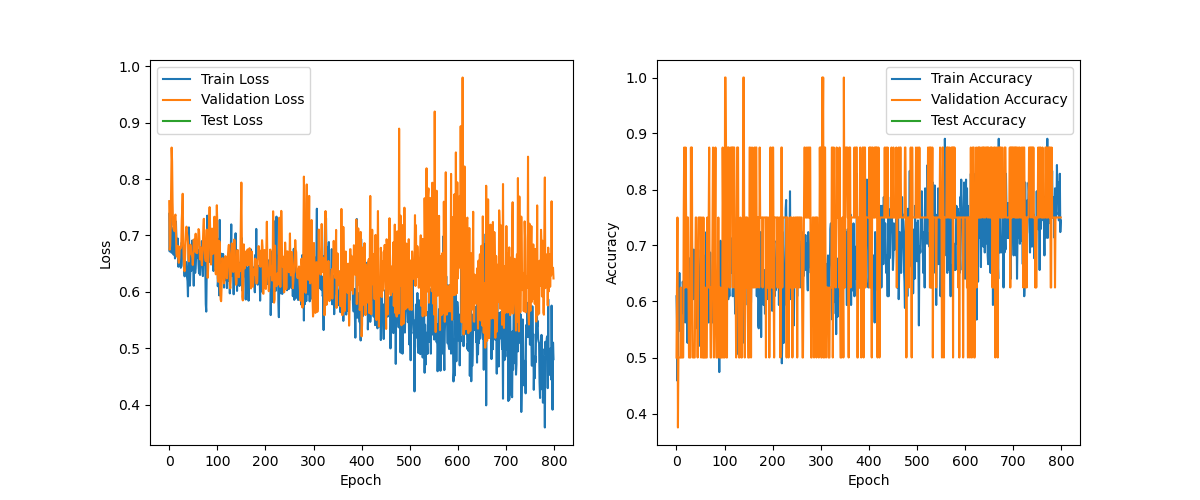 1.0
0.9
0.8
0.7
0.6
0.5
0.4
Loss
0 100 200 300 400 500 600 700 800
Epoch
Train Loss
Validation Loss
Test Loss
1.0
0.9
0.8
0.7
0.6
0.5
0.4
Accuracy
0 100 200 300 400 500 600 700 800
Epoch
Train Accuracy
Validation Accuracy
Test Accuracy